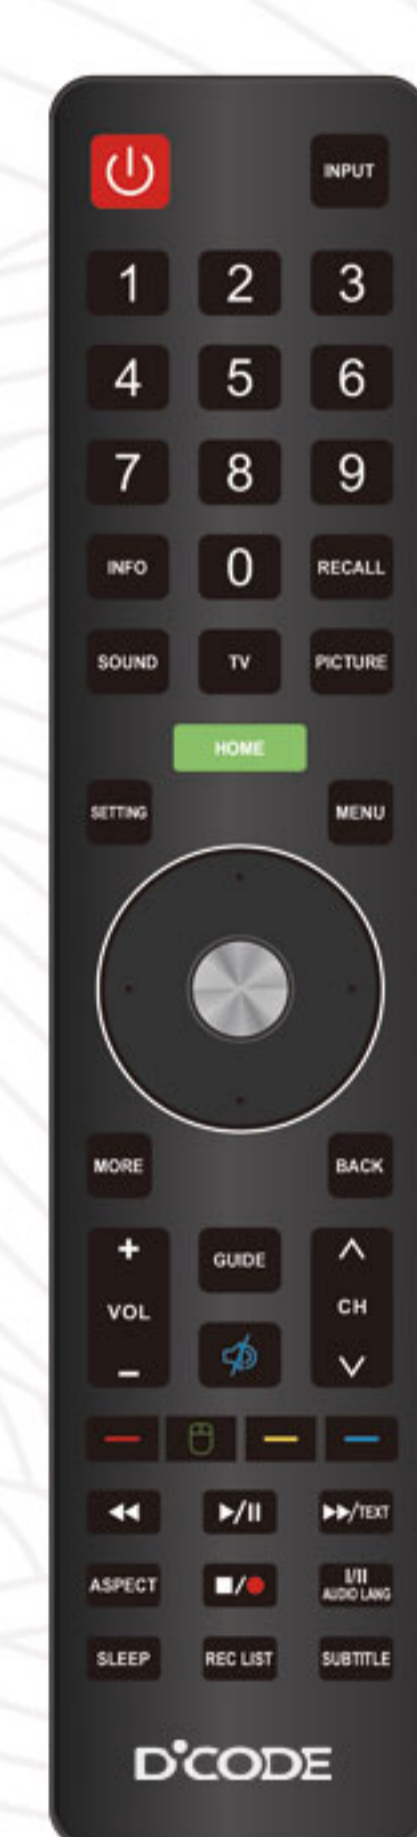 INPUT
1 2 3
4 5 6
7 8 9
INFO 0 RECALL
SOUND TV PICTURE
HOME
SETTING MENU
MORE BACK
+ GUIDE
VOL CH
–
/TEXT
ASPECT I/II
AUDIO LANG
SLEEP REC LIST SUBTITLE
D'CODE